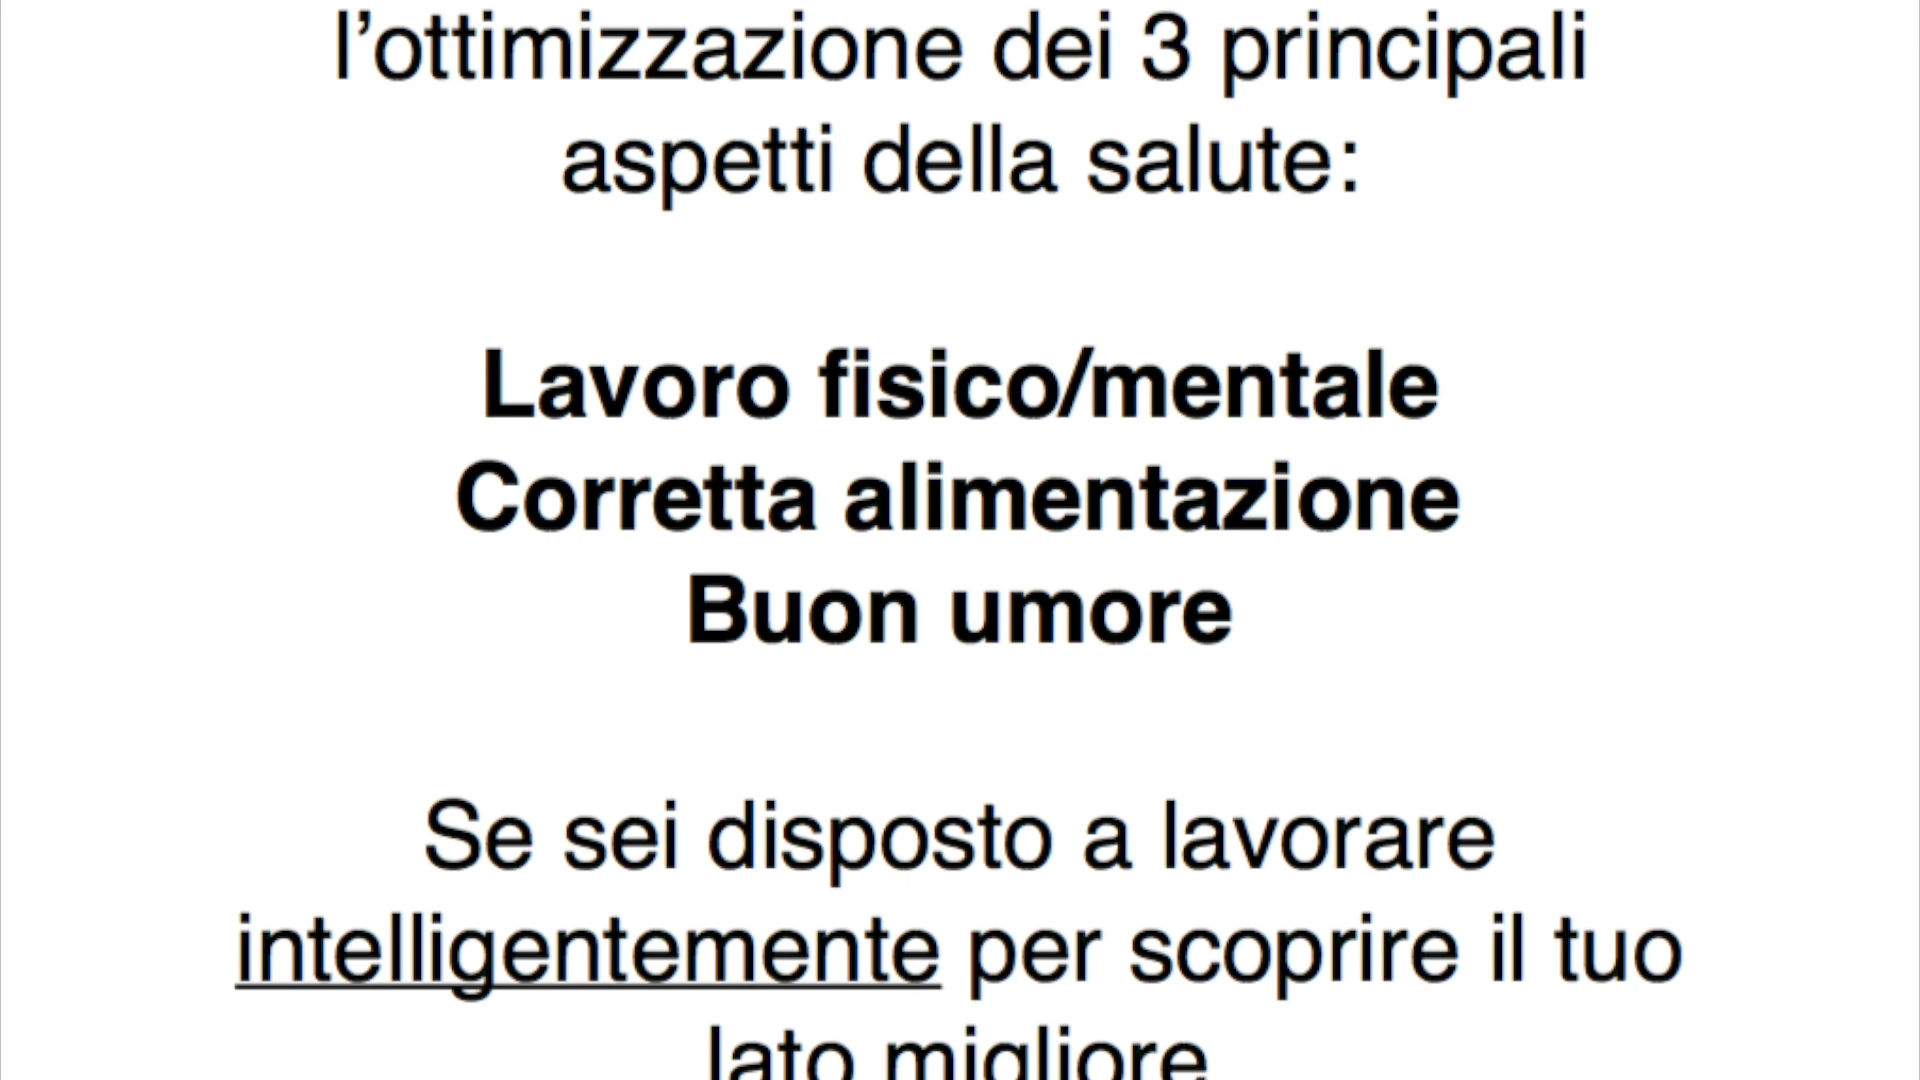 l’ottimizzazione dei 3 principali
aspetti della salute:
Lavoro fisico/mentale
Corretta alimentazione
Buon umore
Se sei disposto a lavorare
intelligentemente per scoprire il tuo
lato migliore